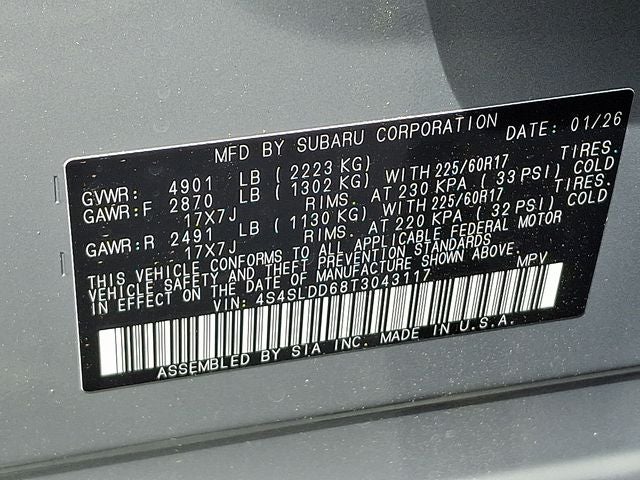 MFD BY SUBARU CORPORATION DATE: 01/26
GVWR: 4901 LB ( 2223 KG)
GAWR:F 2870 LB ( 1302 KG) WITH 225/60R17 TIRES.
17X7J RIMS. AT 230 KPA ( 33 PSI) COLD
GAWR:R 2491 LB ( 1130 KG) WITH 225/60R17 TIRES.
17X7J RIMS. AT 220 KPA ( 32 PSI) COLD
THIS VEHICLE CONFORMS TO ALL APPLICABLE FEDERAL MOTOR
VEHICLE SAFETY AND THEFT PREVENTION STANDARDS
IN EFFECT ON THE DATE OF MANUFACTURE SHOWN ABOVE.
VIN: 4S4SLDD68T3043117 MPV
ASSEMBLED BY SIA INC. MADE IN U.S.A.